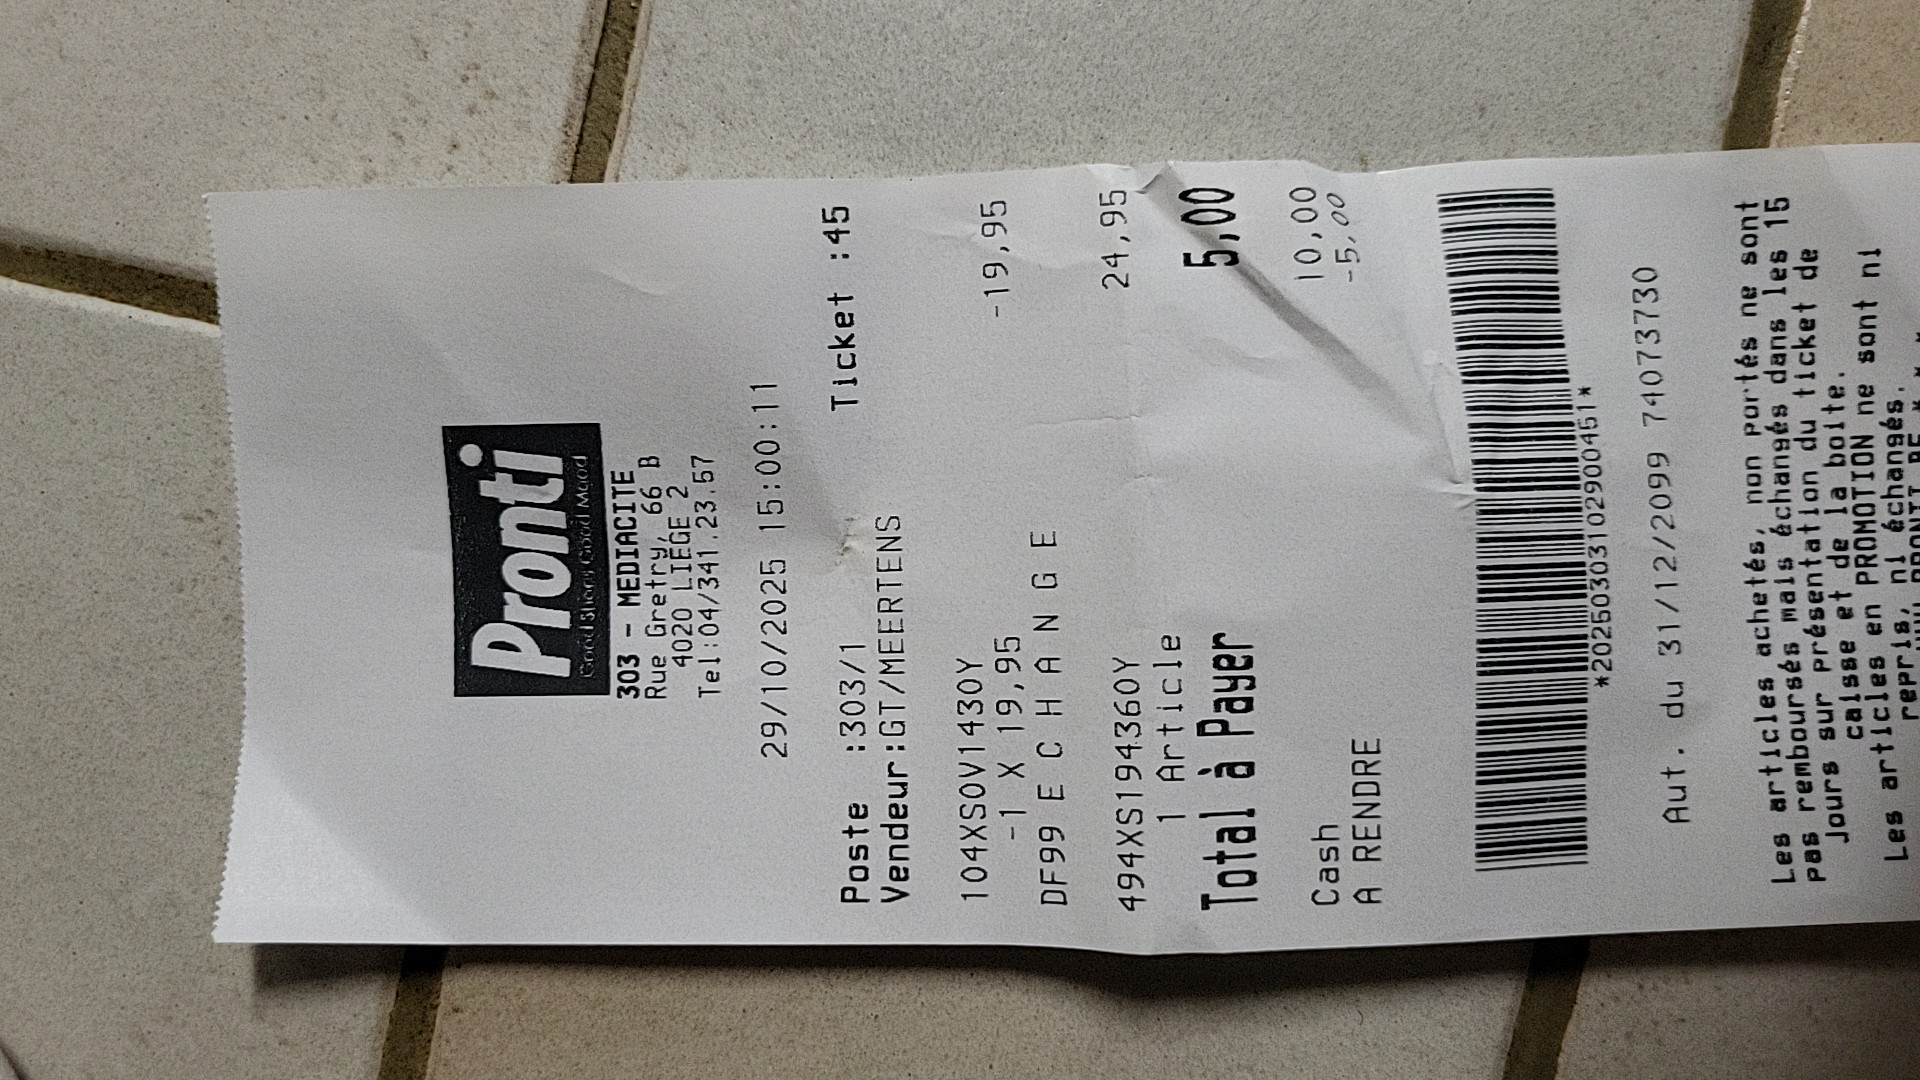 Pronti
Good Shoes Good Mood
303 - MEDIACITE
Rue Gretry, 66 B
4020 LIEGE 2
Tel:04/341.23.57
29/10/2025 15:00:11
Poste :303/1 Ticket :45
Vendeur:GT/MEERTENS
104XSOV1430Y
-1 X 19,95 -19,95
DF99 E C H A N G E
494XS194360Y 24,95
1 Article
Total à Payer 5,00
Cash 10,00
A RENDRE -5,00
*20250303102900451*
Aut. du 31/12/2099 74073730
Les articles achetés, non portés ne sont
pas remboursés mais échangés dans les 15
jours sur présentation du ticket de
caisse et de la boite.
Les articles en PROMOTION ne sont ni
repris, ni échangés.